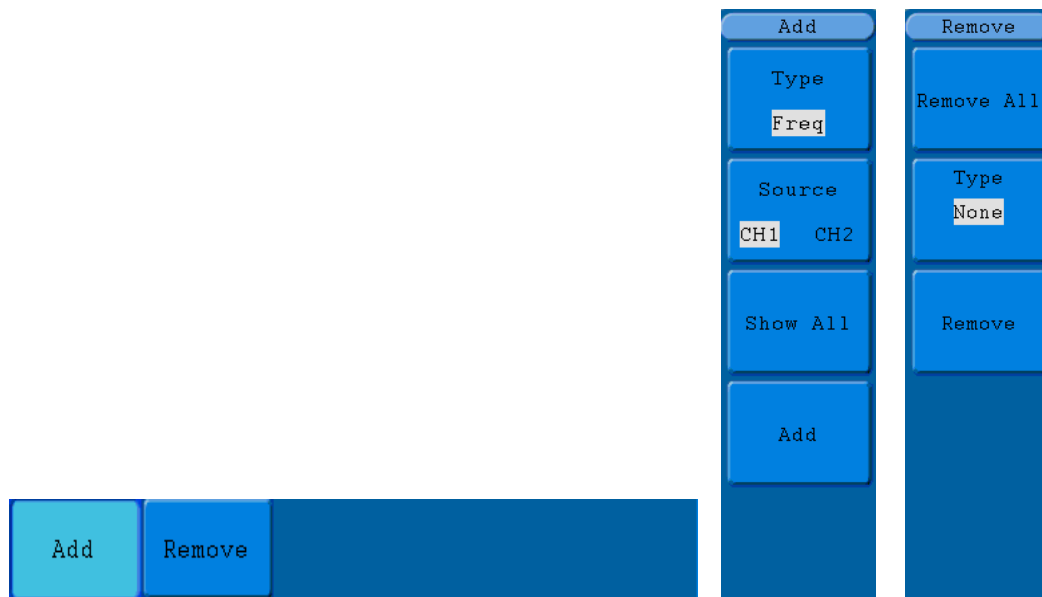 Add
Type
Freq
Source
CH1 CH2
Show All
Add
Remove
Remove All
Type
None
Remove
Add Remove